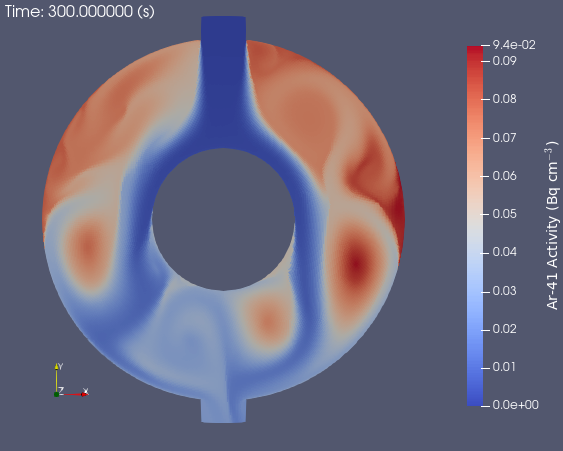 Time: 300.000000 (s)
9.4e-02
0.09
0.08
0.07
0.06
0.05
0.04
0.03
0.02
0.01
0.0e+00
Ar-41 Activity (Bq cm⁻³)
Y
Z
X